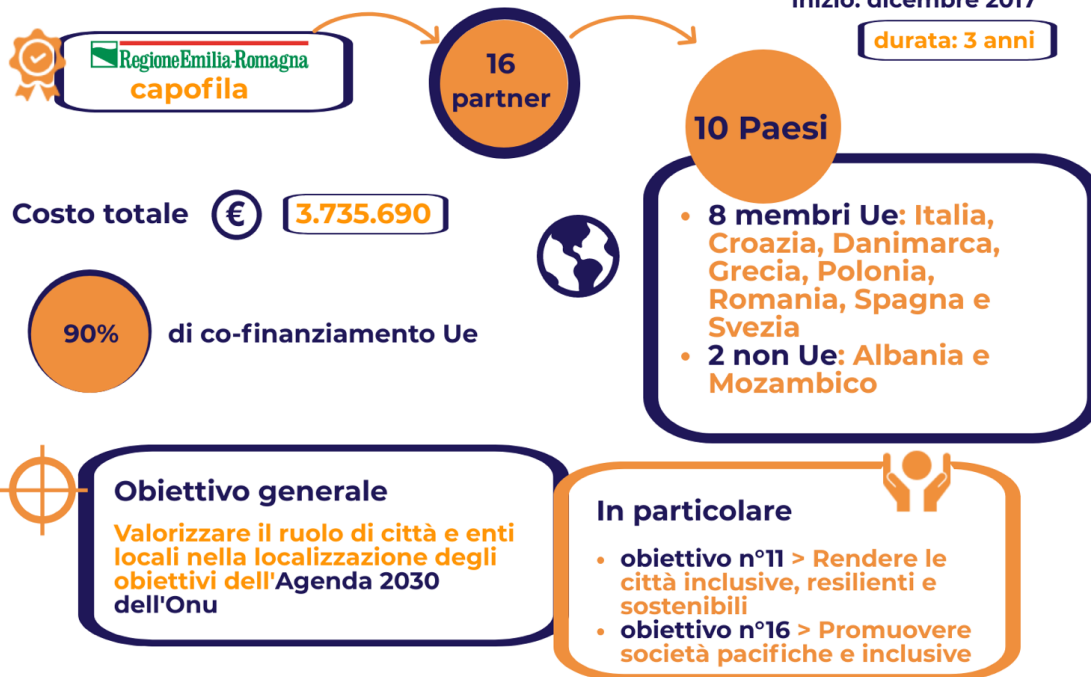 inizio: dicembre 2017
durata: 3 anni
RegioneEmilia-Romagna
capofila
16
partner
10 Paesi
Costo totale € 3.735.690
90% di co-finanziamento Ue
• 8 membri Ue: Italia,
Croazia, Danimarca,
Grecia, Polonia,
Romania, Spagna e
Svezia
• 2 non Ue: Albania e
Mozambico
Obiettivo generale
Valorizzare il ruolo di città e enti
locali nella localizzazione degli
obiettivi dell'Agenda 2030
dell'Onu
In particolare
• obiettivo n°11 > Rendere le
città inclusive, resilienti e
sostenibili
• obiettivo n°16 > Promuovere
società pacifiche e inclusive